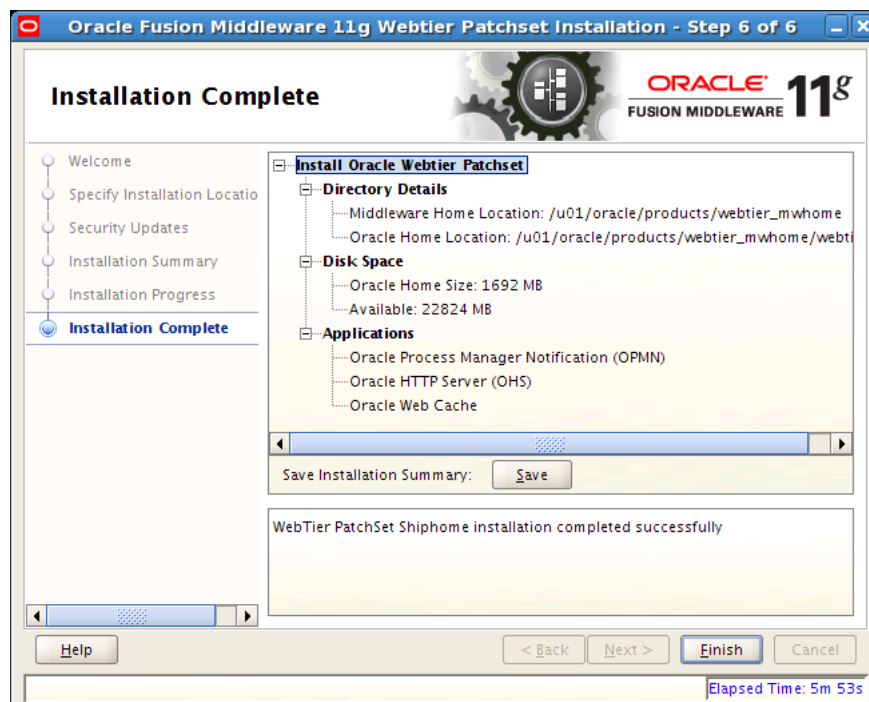 Oracle Fusion Middleware 11g Webtier Patchset Installation - Step 6 of 6
Installation Complete
ORACLE
FUSION MIDDLEWARE
11g
Welcome
Specify Installation Locatio
Security Updates
Installation Summary
Installation Progress
Installation Complete
Install Oracle Webtier Patchset
Directory Details
Middleware Home Location: /u01/oracle/products/webtier_mwhome
Oracle Home Location: /u01/oracle/products/webtier_mwhome/webti
Disk Space
Oracle Home Size: 1692 MB
Available: 22824 MB
Applications
Oracle Process Manager Notification (OPMN)
Oracle HTTP Server (OHS)
Oracle Web Cache
Save Installation Summary:
Save
WebTier PatchSet Shiphome installation completed successfully
Help
< Back
Next >
Finish
Cancel
Elapsed Time: 5m 53s